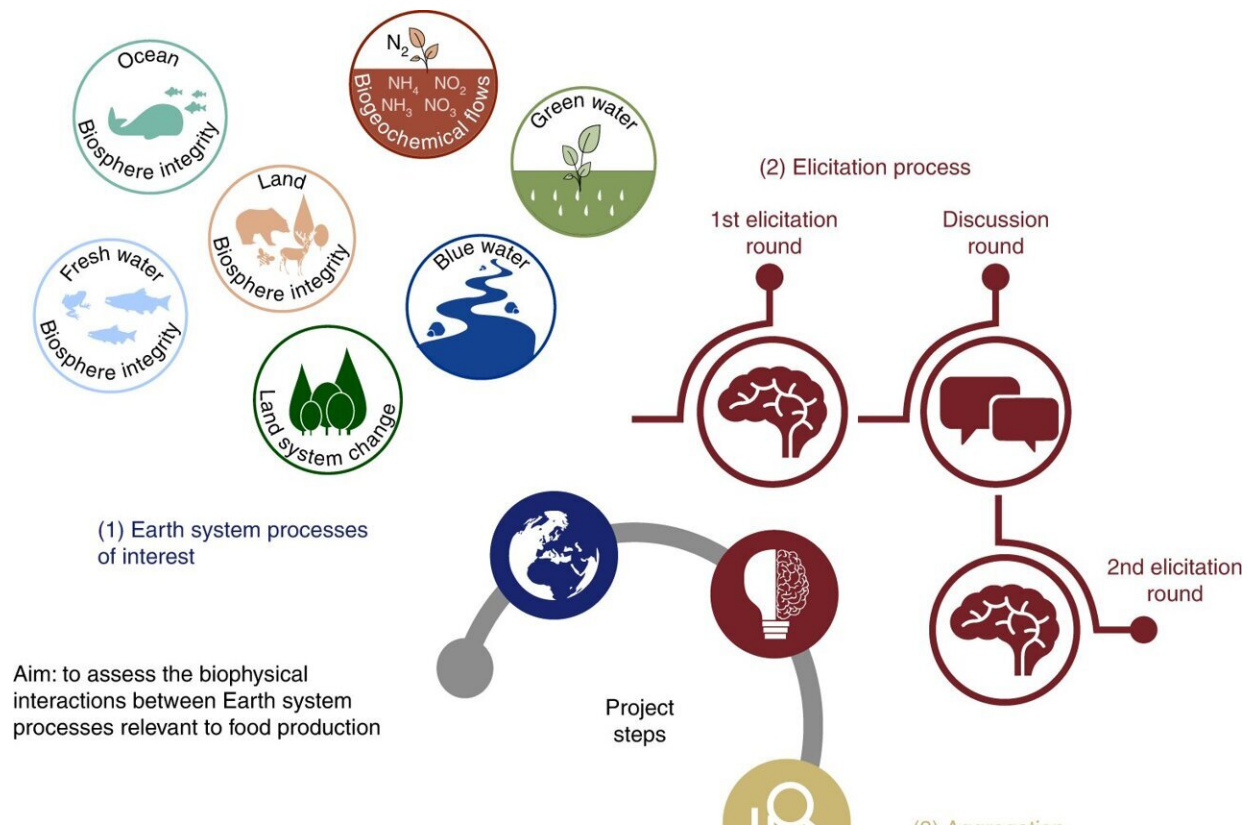 Ocean
Biosphere integrity
N2
NH4 NO2
NH3 NO3
Biogeochemical flows
Green water
Land
Biosphere integrity
Fresh water
Biosphere integrity
Blue water
Land system change
(1) Earth system processes
of interest
(2) Elicitation process
1st elicitation
round
Discussion
round
2nd elicitation
round
Aim: to assess the biophysical
interactions between Earth system
processes relevant to food production
Project
steps